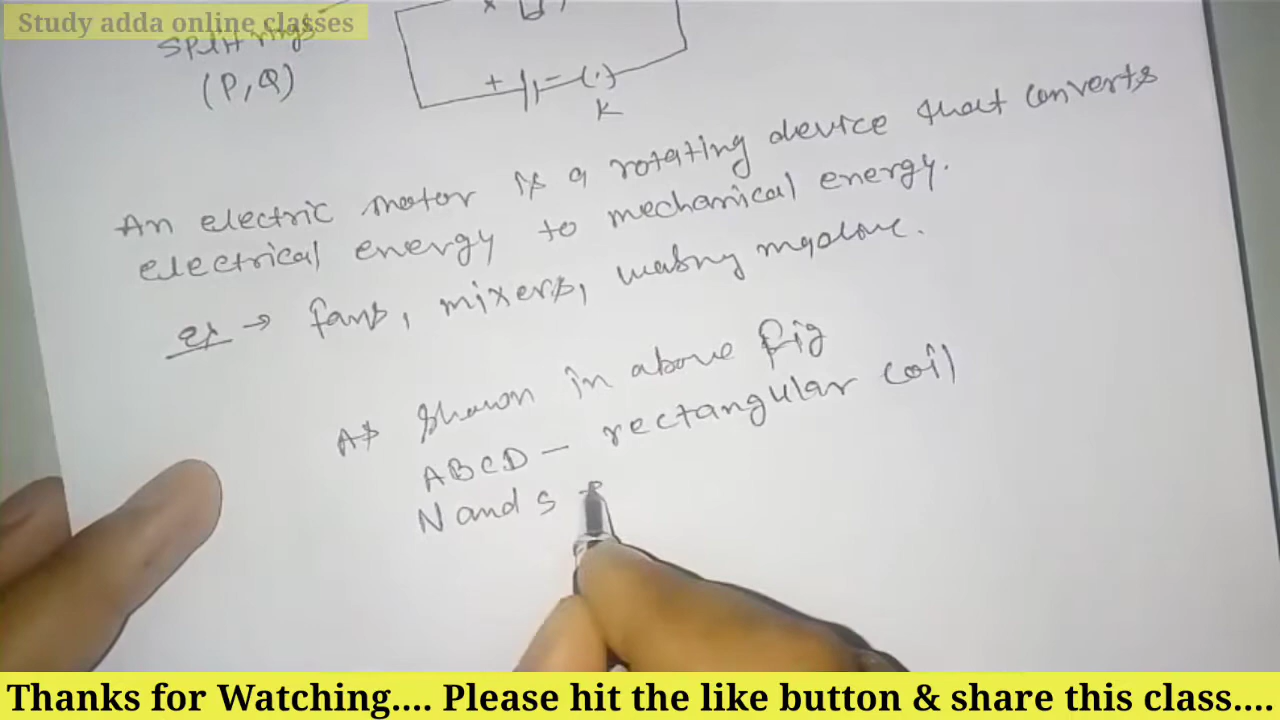 Study adda online classes
split rings
(P, Q)
+ -
K
An electric motor is a rotating device that converts
electrical energy to mechanical energy.
ex → fans, mixers,
As shown in above fig
ABCD - rectangular coil
N and S
Thanks for Watching.... Please hit the like button & share this class....